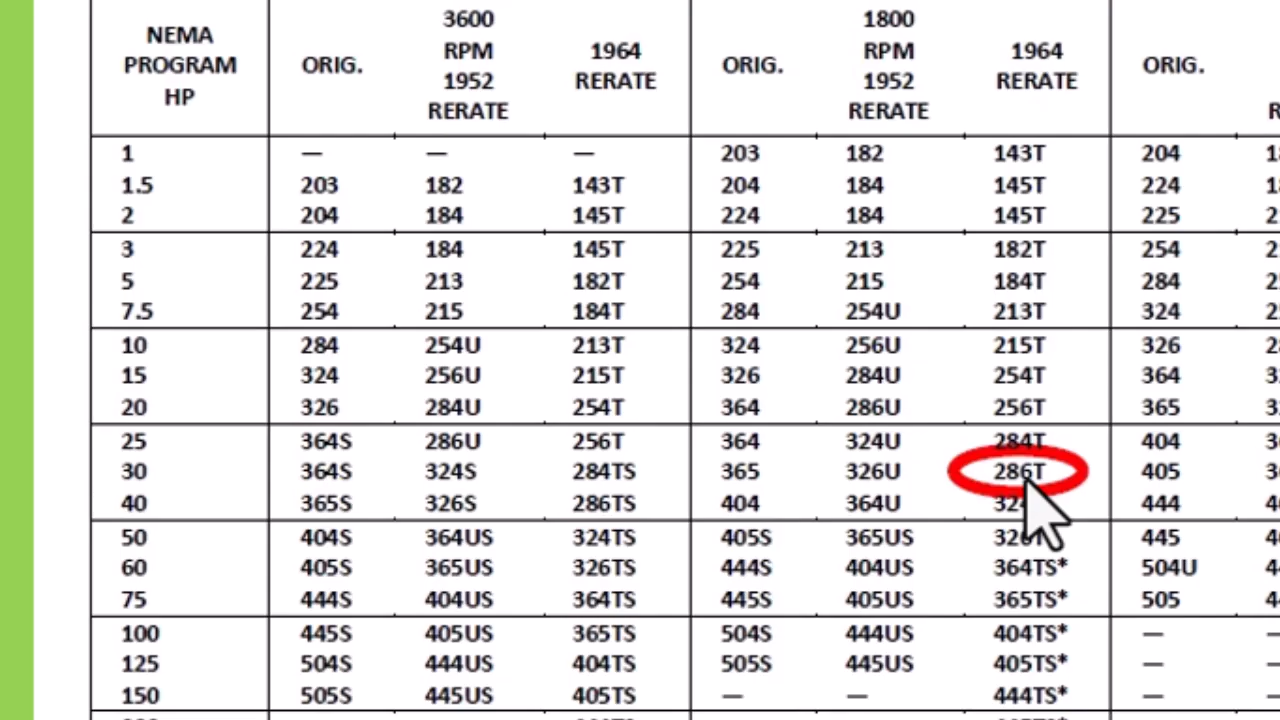 NEMA PROGRAM HP ORIG. 3600 RPM 1952 RERATE 1964 RERATE ORIG. 1800 RPM 1952 RERATE 1964 RERATE ORIG.
1 — — — 203 182 143T 204
1.5 203 182 143T 204 184 145T 224
2 204 184 145T 224 184 145T 225
3 224 184 145T 225 213 182T 254
5 225 213 182T 254 215 184T 284
7.5 254 215 184T 284 254U 213T 324
10 284 254U 213T 324 256U 215T 326
15 324 256U 215T 326 284U 254T 364
20 326 284U 254T 364 286U 256T 365
25 364S 286U 256T 364 324U 284T 404
30 364S 324S 284TS 365 326U 286T 405
40 365S 326S 286TS 404 364U 444
50 404S 364US 324TS 405S 365US 445
60 405S 365US 326TS 444S 404US 364TS* 504U
75 444S 404US 364TS 445S 405US 365TS* 505
100 445S 405US 365TS 504S 444US 404TS* — —
125 504S 444US 404TS 505S 445US 405TS* — —
150 505S 445US 405TS — — 444TS* — —